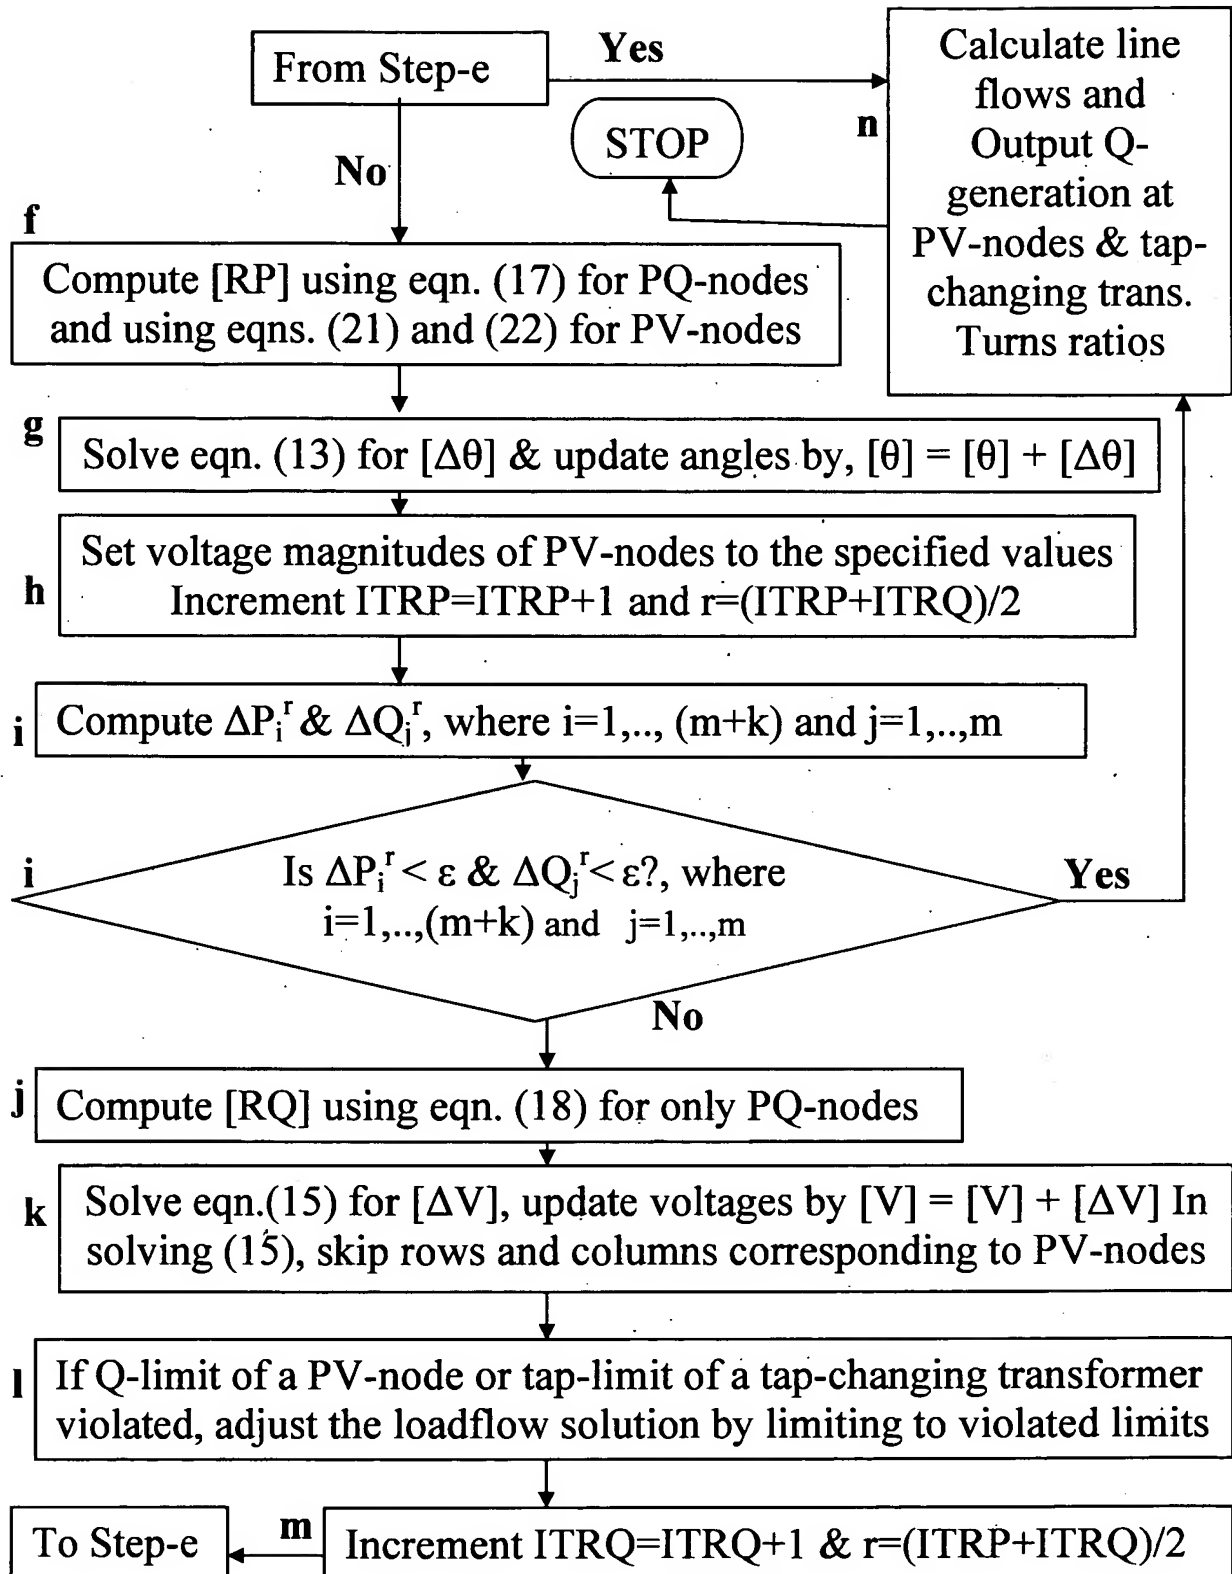 From Step-e
Yes
Calculate line
flows and
Output Q-
generation at
PV-nodes & tap-
changing trans.
Turns ratios
n
STOP
No
f
Compute [RP] using eqn. (17) for PQ-nodes
and using eqns. (21) and (22) for PV-nodes
g
Solve eqn. (13) for [Δθ] & update angles by, [θ] = [θ] + [Δθ]
h
Set voltage magnitudes of PV-nodes to the specified values
Increment ITRP=ITRP+1 and r=(ITRP+ITRQ)/2
i
Compute ΔPᵢʳ & ΔQⱼʳ, where i=1,.., (m+k) and j=1,..,m
i
Is ΔPᵢʳ < ε & ΔQⱼʳ < ε?, where
i=1,..,(m+k) and j=1,..,m
Yes
No
j
Compute [RQ] using eqn. (18) for only PQ-nodes
k
Solve eqn.(15) for [ΔV], update voltages by [V] = [V] + [ΔV] In
solving (15), skip rows and columns corresponding to PV-nodes
l
If Q-limit of a PV-node or tap-limit of a tap-changing transformer
violated, adjust the loadflow solution by limiting to violated limits
To Step-e
m
Increment ITRQ=ITRQ+1 & r=(ITRP+ITRQ)/2